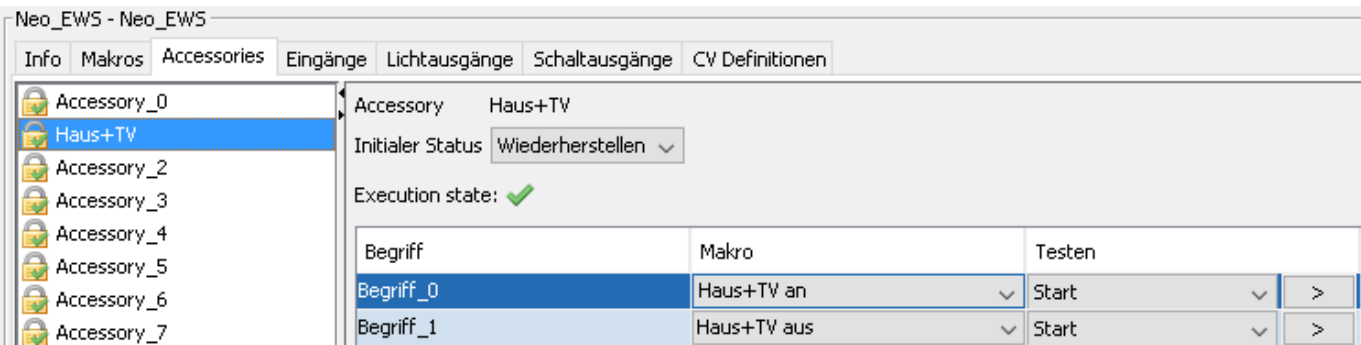 Neo_EWS - Neo_EWS
Info Makros Accessories Eingänge Lichtausgänge Schaltausgänge CV Definitionen
Accessory_0
Haus+TV
Accessory_2
Accessory_3
Accessory_4
Accessory_5
Accessory_6
Accessory_7
Accessory Haus+TV
Initialer Status Wiederherstellen
Execution state:
Begriff Makro Testen
Begriff_0 Haus+TV an Start >
Begriff_1 Haus+TV aus Start >